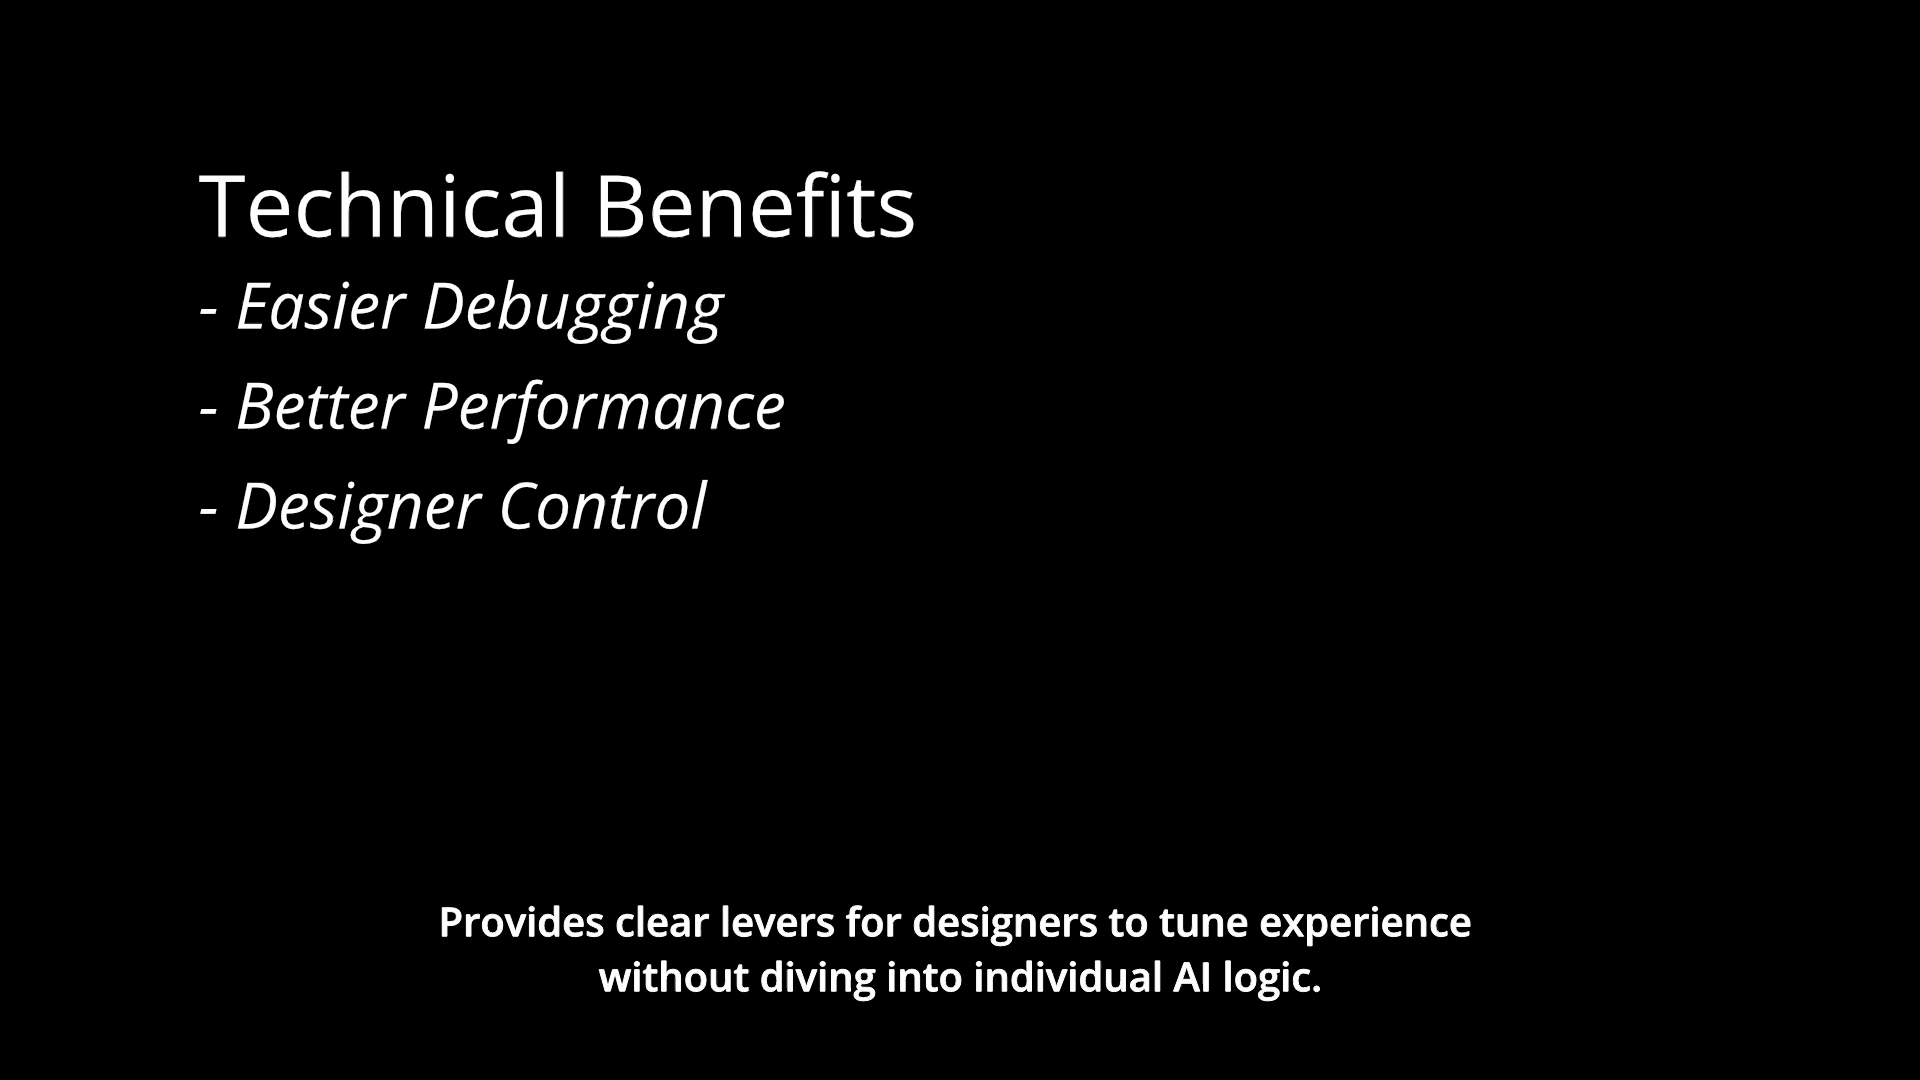 Technical Benefits
- Easier Debugging
- Better Performance
- Designer Control
Provides clear levers for designers to tune experience
without diving into individual AI logic.